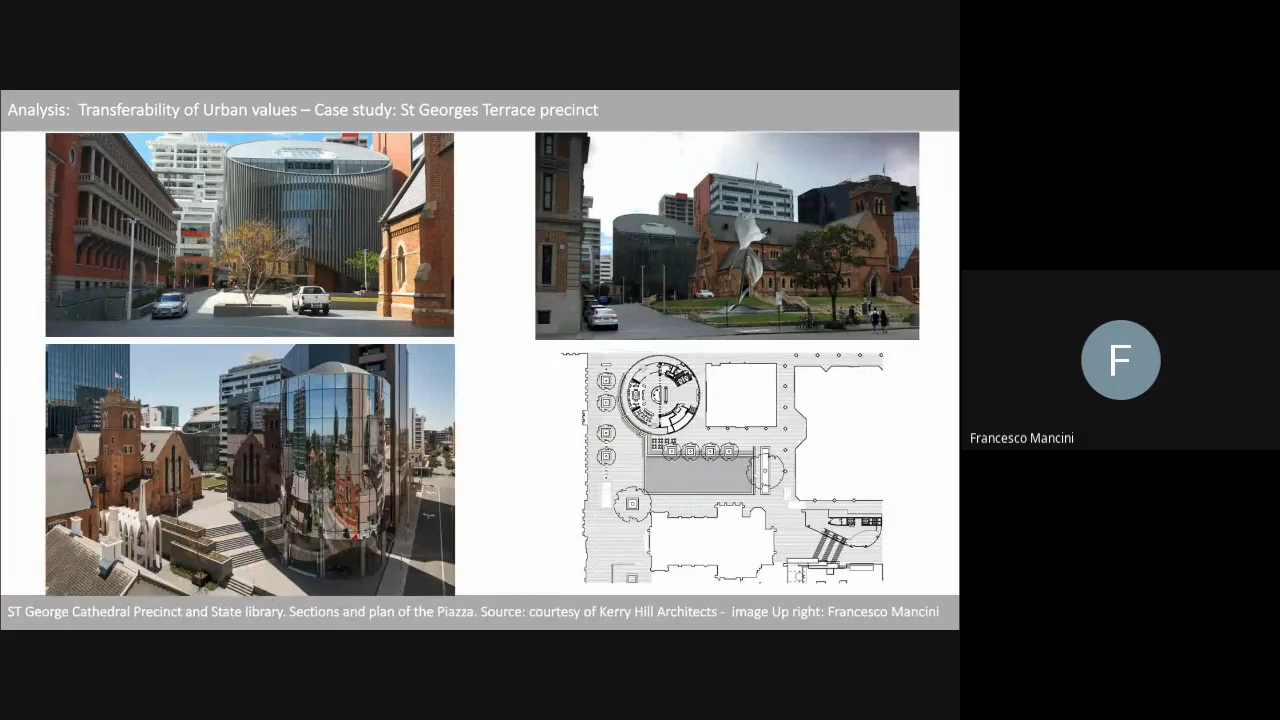 Analysis:  Transferability of Urban values – Case study: St Georges Terrace precinct
F
Francesco Mancini
ST George Cathedral Precinct and State library. Sections and plan of the Piazza. Source: courtesy of Kerry Hill Architects -  image Up right: Francesco Mancini